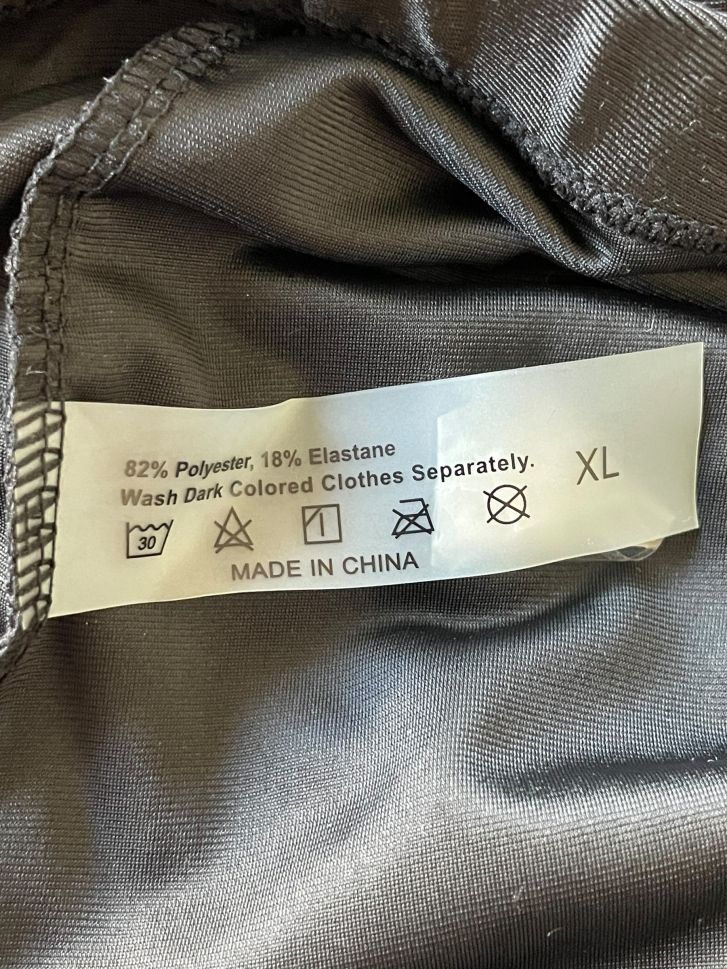 82% Polyester, 18% Elastane
Wash Dark Colored Clothes Separately.
XL
30
MADE IN CHINA